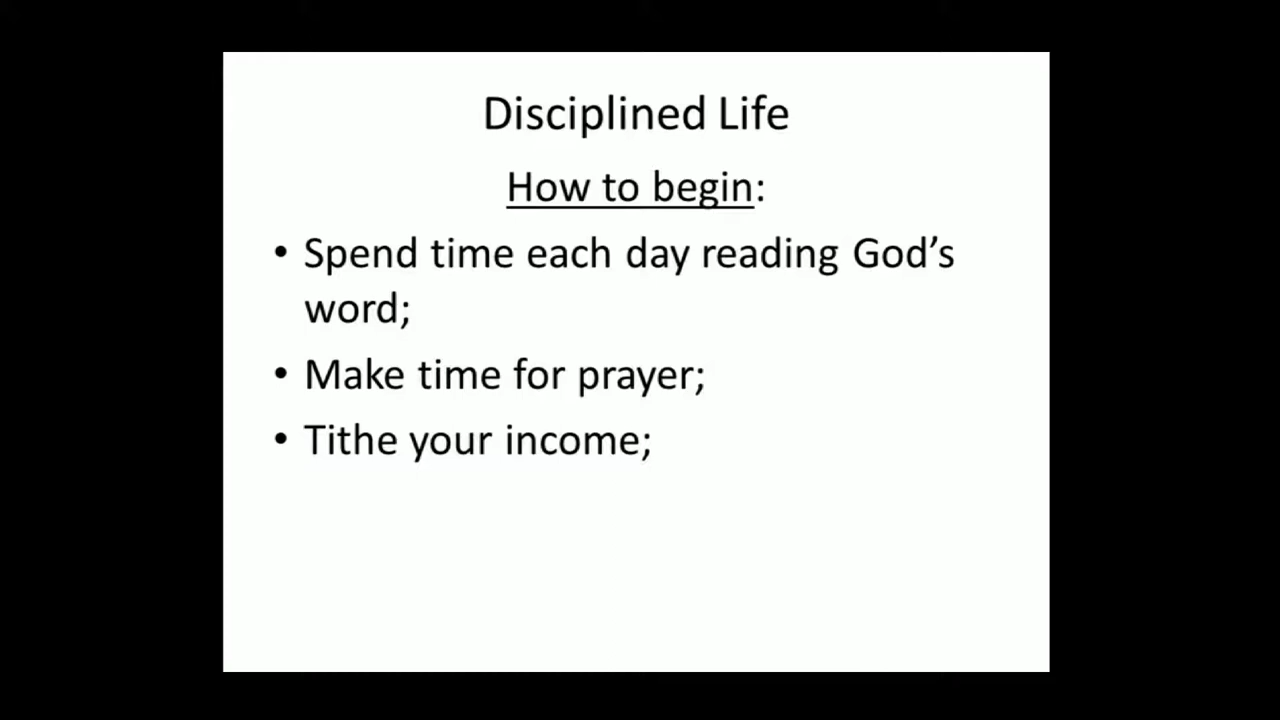 Disciplined Life
How to begin:
• Spend time each day reading God’s
word;
• Make time for prayer;
• Tithe your income;